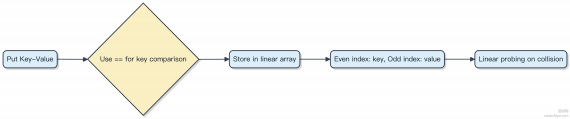 Put Key–Value
Use == for key comparison
Store in linear array
Even index: key, Odd index: value
Linear probing on collision